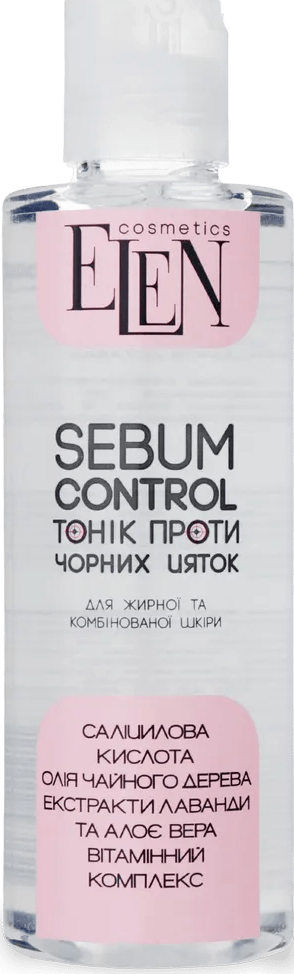 cosmetics
ELEN
SEBUM
CONTROL
ТОНІК ПРОТИ
ЧОРНИХ ЦЯТОК
ДЛЯ ЖИРНОЇ ТА
КОМБІНОВАНОЇ ШКІРИ
САЛІЦИЛОВА
КИСЛОТА
ОЛІЯ ЧАЙНОГО ДЕРЕВА
ЕКСТРАКТИ ЛАВАНДИ
ТА АЛОЄ ВЕРА
ВІТАМІННИЙ
КОМПЛЕКС